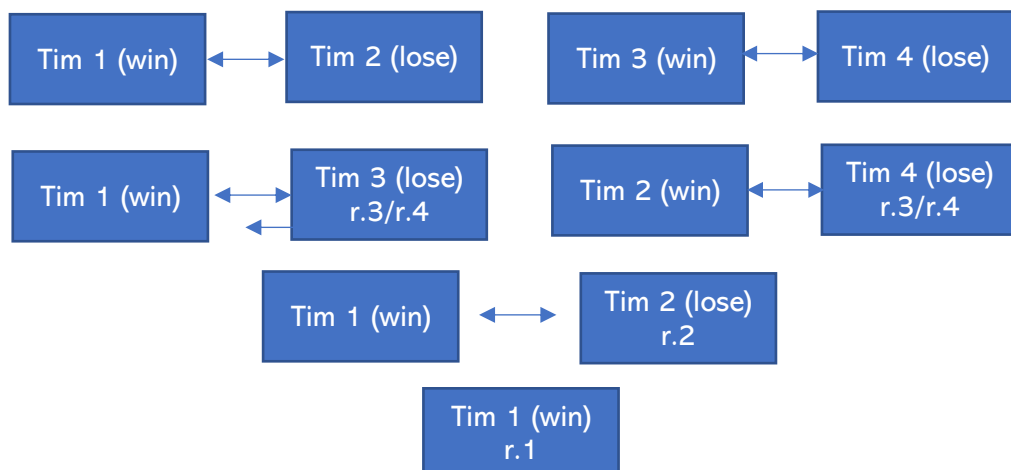 Tim 1 (win)
Tim 2 (lose)
Tim 3 (win)
Tim 4 (lose)
Tim 1 (win)
Tim 3 (lose)
r.3/r.4
Tim 2 (win)
Tim 4 (lose)
r.3/r.4
Tim 1 (win)
Tim 2 (lose)
r.2
Tim 1 (win)
r.1